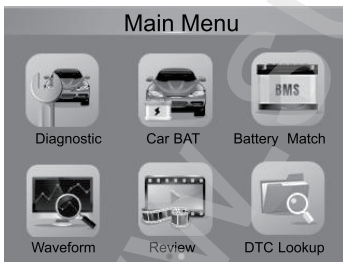 Main Menu
BMS
Diagnostic Car BAT Battery Match
Waveform Review DTC Lookup